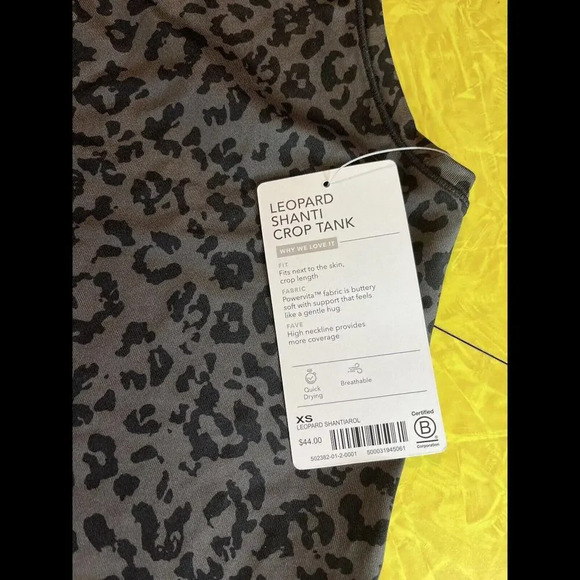 LEOPARD
SHANTI
CROP TANK
WHY WE LOVE IT
FIT
Fits next to the skin,
crop length
FABRIC
Powervita™ fabric is buttery
soft with support that feels
like a gentle hug
FAVE
High neckline provides
more coverage
Quick
Drying
Breathable
XS
LEOPARD SHANTIAROL
$44.00
502382-01-2-0001 500031945061
Certified
B
Corporation